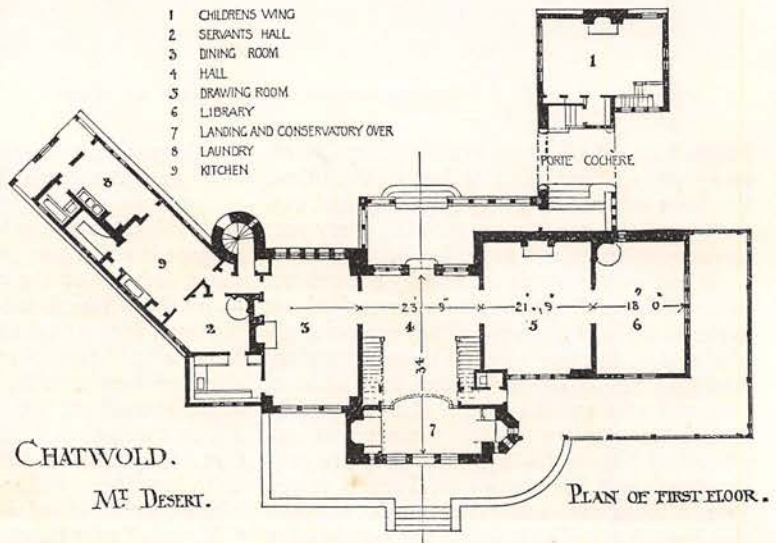 1 CHILDRENS WING
2 SERVANTS HALL
3 DINING ROOM
4 HALL
5 DRAWING ROOM
6 LIBRARY
7 LANDING AND CONSERVATORY OVER
8 LAUNDRY
9 KITCHEN
1
PORTE COCHERE
8
9
2
3
23' 9"
4
34
21', 9"
5
18' 0"
6
7
CHATWOLD.
MT. DESERT.
PLAN OF FIRST FLOOR.